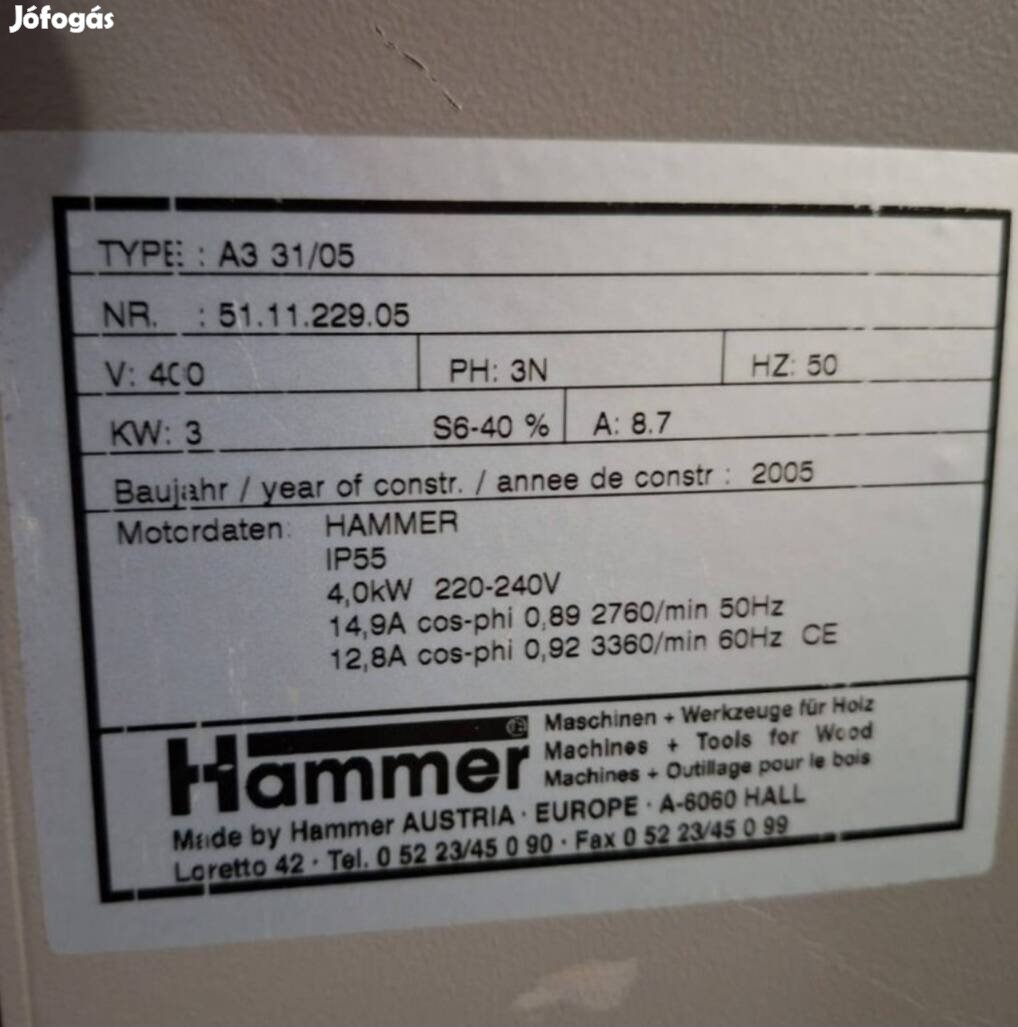 Jófogás
TYPE : A3 31/05
NR. : 51.11.229.05
V: 400 PH: 3N HZ: 50
KW: 3 S6-40 % A: 8.7
Baujahr / year of constr. / annee de constr : 2005
Motordaten: HAMMER
IP55
4,0kW 220-240V
14,9A cos-phi 0,89 2760/min 50Hz
12,8A cos-phi 0,92 3360/min 60Hz CE
Hammer
Maschinen + Werkzeuge für Holz
Machines + Tools for Wood
Machines + Outillage pour le bois
Made by Hammer AUSTRIA · EUROPE · A-6060 HALL
Loretto 42 · Tel. 0 52 23/45 0 90 · Fax 0 52 23/45 0 99